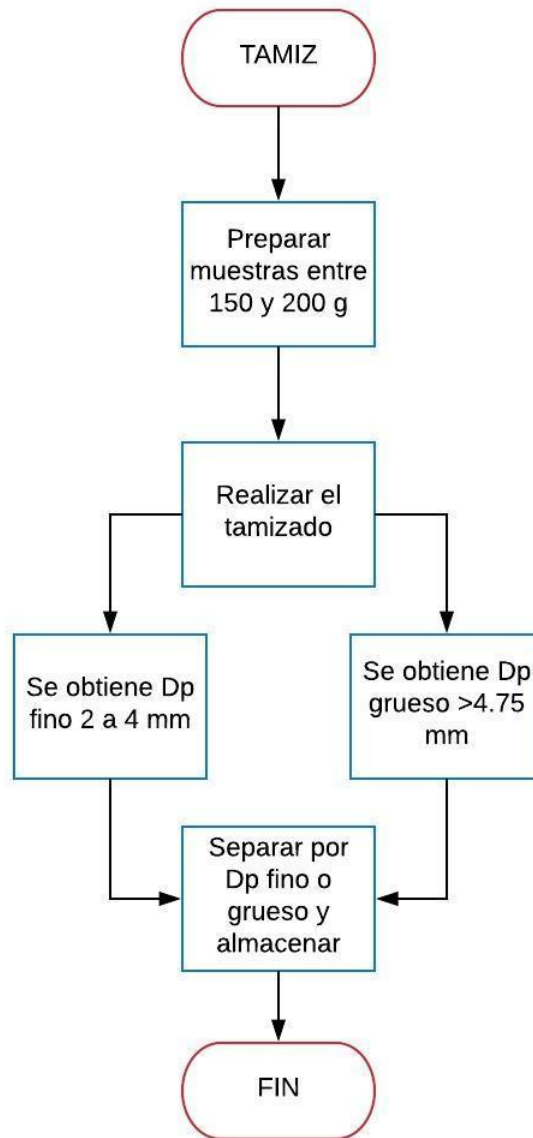 TAMIZ
Preparar
muestras entre
150 y 200 g
Realizar el
tamizado
Se obtiene Dp
fino 2 a 4 mm
Se obtiene Dp
grueso >4.75
mm
Separar por
Dp fino o
grueso y
almacenar
FIN